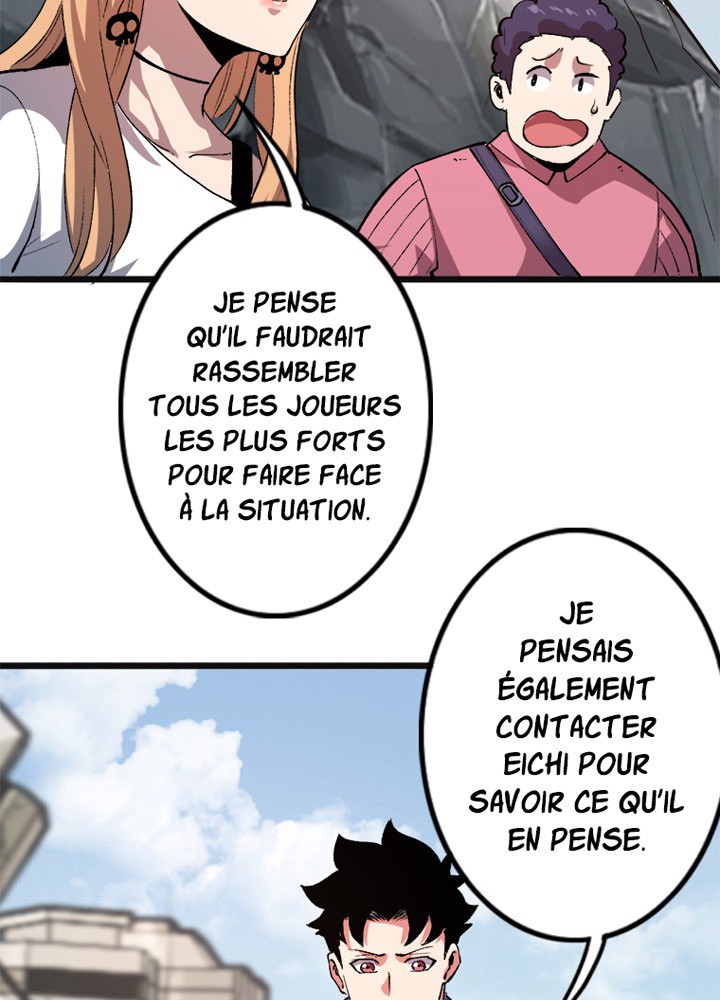 JE PENSE
QU'IL FAUDRAIT
RASSEMBLER
TOUS LES JOUEURS
LES PLUS FORTS
POUR FAIRE FACE
À LA SITUATION.
JE
PENSAIS
ÉGALEMENT
CONTACTER
EICHI POUR
SAVOIR CE QU'IL
EN PENSE.